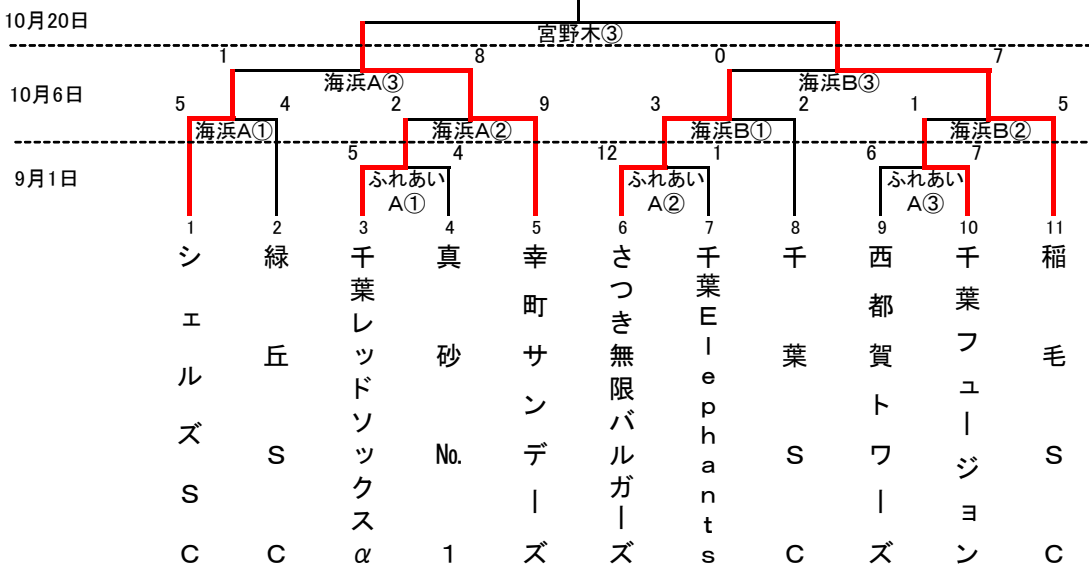 10月20日
宮野木③
1 8 0 7
海浜A③ 海浜B③
10月6日
5 4 2 9 3 2 1 5
海浜A① 海浜A② 海浜B① 海浜B②
9月1日
5 4 12 1 6 7
ふれあい ふれあい ふれあい
A① A② A③
1 2 3 4 5 6 7 8 9 10 11
シェルズSC
緑丘SC
千葉レッドソックスα
真砂№1
幸町サンデーズ
さつき無限バルガーズ
千葉Elephants
千葉SC
西都賀トワーズ
千葉フュージョン
稲毛SC